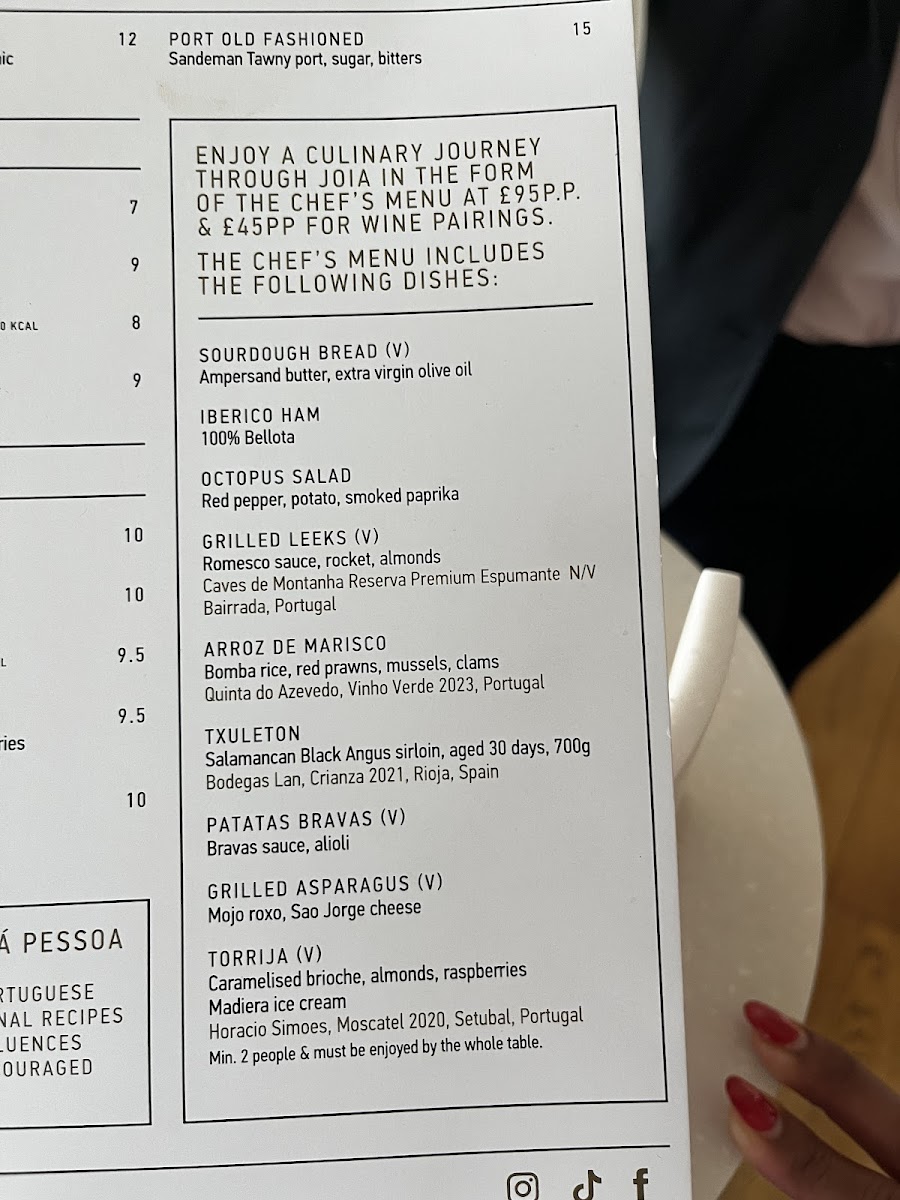 12
ic
PORT OLD FASHIONED
15
Sandeman Tawny port, sugar, bitters
7
9
0 KCAL
8
9
10
10
L
9.5
9.5
ries
10
Á PESSOA
RTUGUESE
NAL RECIPES
LUENCES
OURAGED
ENJOY A CULINARY JOURNEY
THROUGH JOIA IN THE FORM
OF THE CHEF'S MENU AT £95P.P.
& £45PP FOR WINE PAIRINGS.
THE CHEF'S MENU INCLUDES
THE FOLLOWING DISHES:
SOURDOUGH BREAD (V)
Ampersand butter, extra virgin olive oil
IBERICO HAM
100% Bellota
OCTOPUS SALAD
Red pepper, potato, smoked paprika
GRILLED LEEKS (V)
Romesco sauce, rocket, almonds
Caves de Montanha Reserva Premium Espumante N/V
Bairrada, Portugal
ARROZ DE MARISCO
Bomba rice, red prawns, mussels, clams
Quinta do Azevedo, Vinho Verde 2023, Portugal
TXULETON
Salamancan Black Angus sirloin, aged 30 days, 700g
Bodegas Lan, Crianza 2021, Rioja, Spain
PATATAS BRAVAS (V)
Bravas sauce, alioli
GRILLED ASPARAGUS (V)
Mojo roxo, Sao Jorge cheese
TORRIJA (V)
Caramelised brioche, almonds, raspberries
Madiera ice cream
Horacio Simoes, Moscatel 2020, Setubal, Portugal
Min. 2 people & must be enjoyed by the whole table.